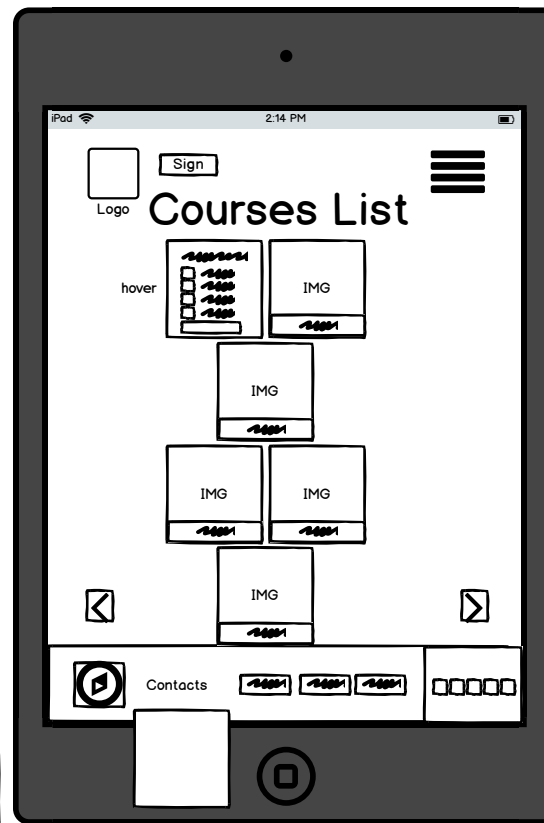 iPad 2:14 PM
Sign
Logo
Courses List
hover
IMG
IMG
IMG
IMG
IMG
Contacts